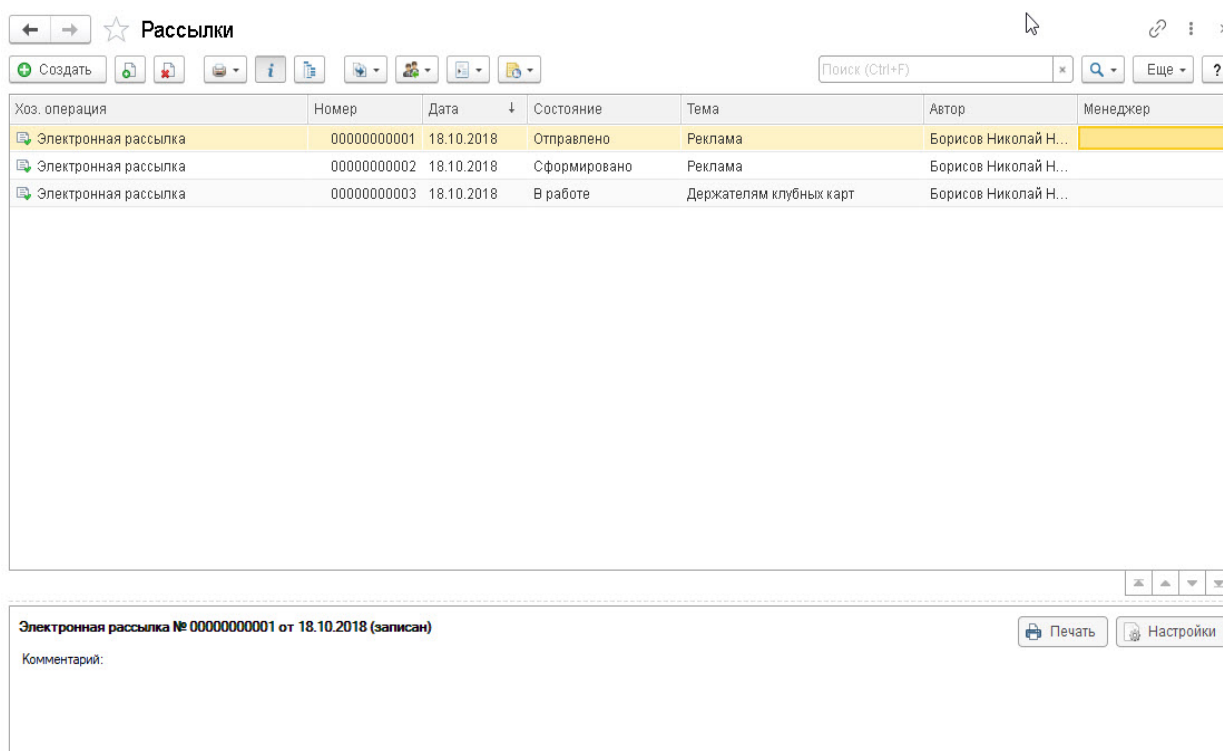 Рассылки
Создать Поиск (Ctrl+F) Еще ?
Хоз. операция Номер Дата Состояние Тема Автор Менеджер
Электронная рассылка 00000000001 18.10.2018 Отправлено Реклама Борисов Николай Н...
Электронная рассылка 00000000002 18.10.2018 Сформировано Реклама Борисов Николай Н...
Электронная рассылка 00000000003 18.10.2018 В работе Держателям клубных карт Борисов Николай Н...
Электронная рассылка № 00000000001 от 18.10.2018 (записан) Печать Настройки
Комментарий: